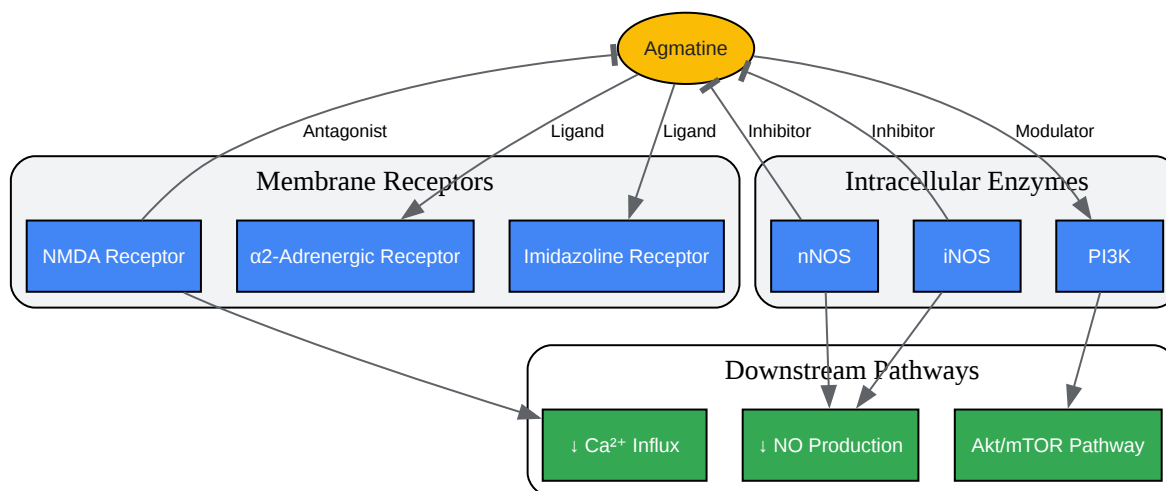 Agmatine
Antagonist
Ligand
Ligand
Inhibitor
Inhibitor
Modulator
Membrane Receptors
Intracellular Enzymes
NMDA Receptor
α2-Adrenergic Receptor
Imidazoline Receptor
nNOS
iNOS
PI3K
Downstream Pathways
↓ Ca²⁺ Influx
↓ NO Production
Akt/mTOR Pathway